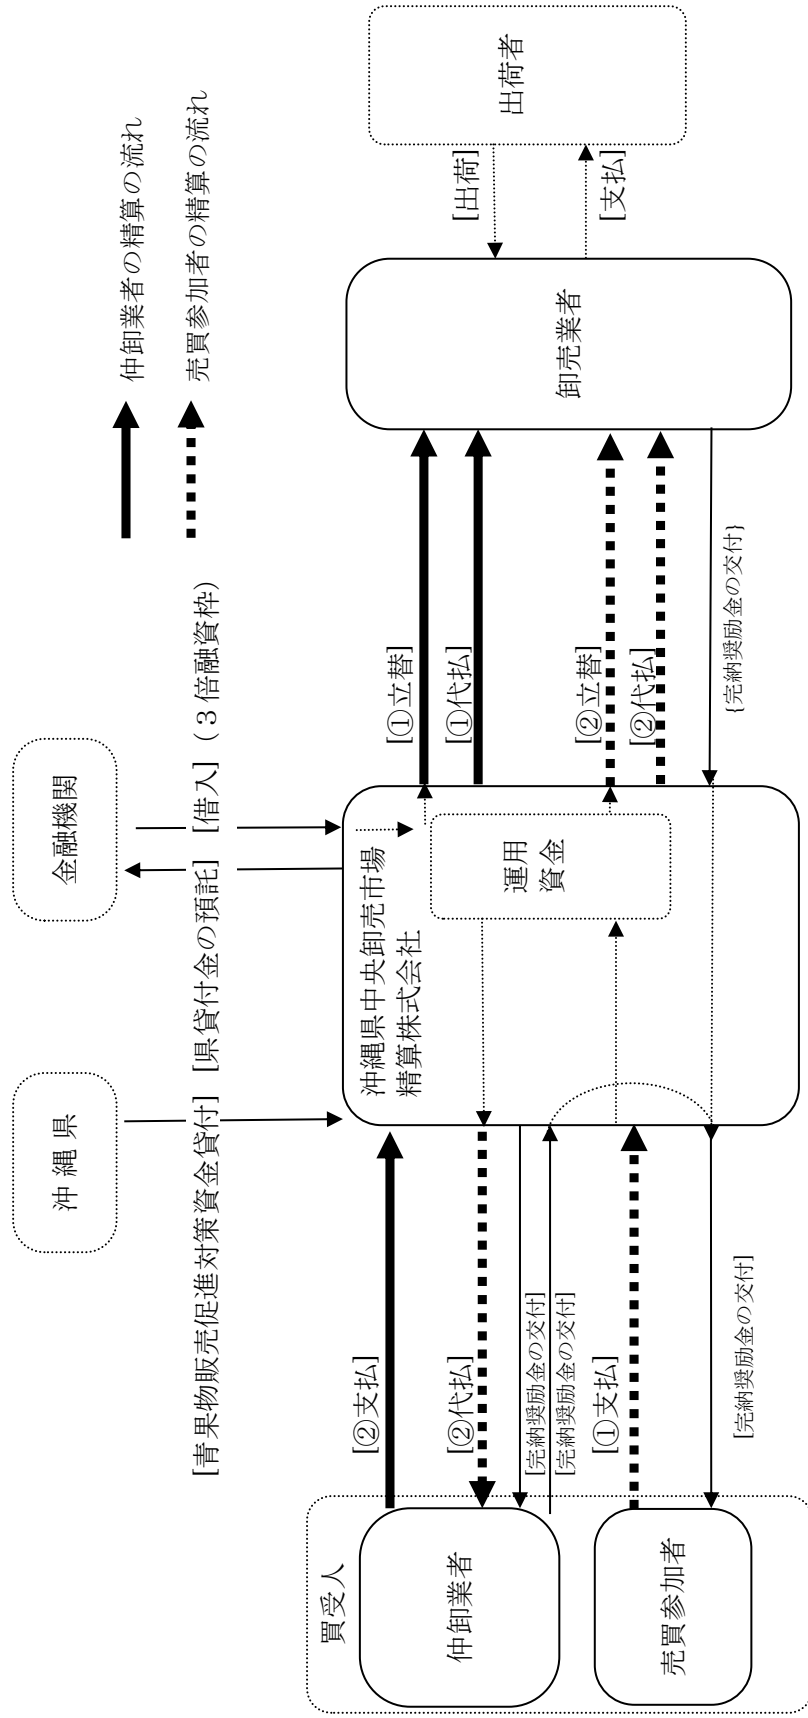 沖 縄 県
金融機関
[青果物販売促進対策資金貸付]
[県貸付金の預託]
[借入]
(３倍融資枠)
仲卸業者の精算の流れ
売買参加者の精算の流れ
買受人
仲卸業者
売買参加者
[②支払]
[②代払]
[完納奨励金の交付]
[完納奨励金の交付]
[①支払]
[完納奨励金の交付]
沖縄県中央卸売市場
精算株式会社
運用
資金
[①立替]
[①代払]
[②立替]
[②代払]
{完納奨励金の交付}
卸売業者
[出荷]
[支払]
出荷者